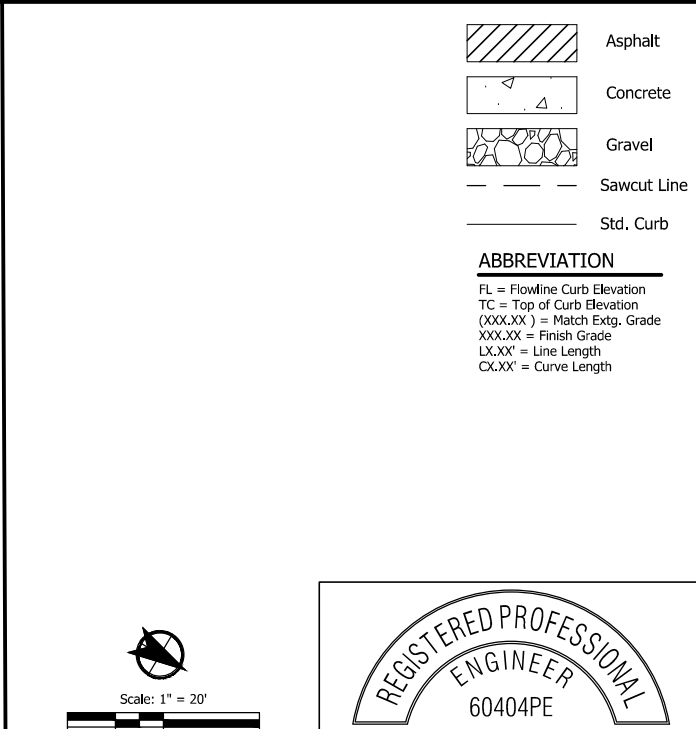 Asphalt
Concrete
Gravel
Sawcut Line
Std. Curb
ABBREVIATION
FL = Flowline Curb Elevation
TC = Top of Curb Elevation
(XXX.XX ) = Match Extg. Grade
XXX.XX = Finish Grade
LX.XX' = Line Length
CX.XX' = Curve Length
Scale: 1" = 20'
REGISTERED PROFESSIONAL
ENGINEER
60404PE